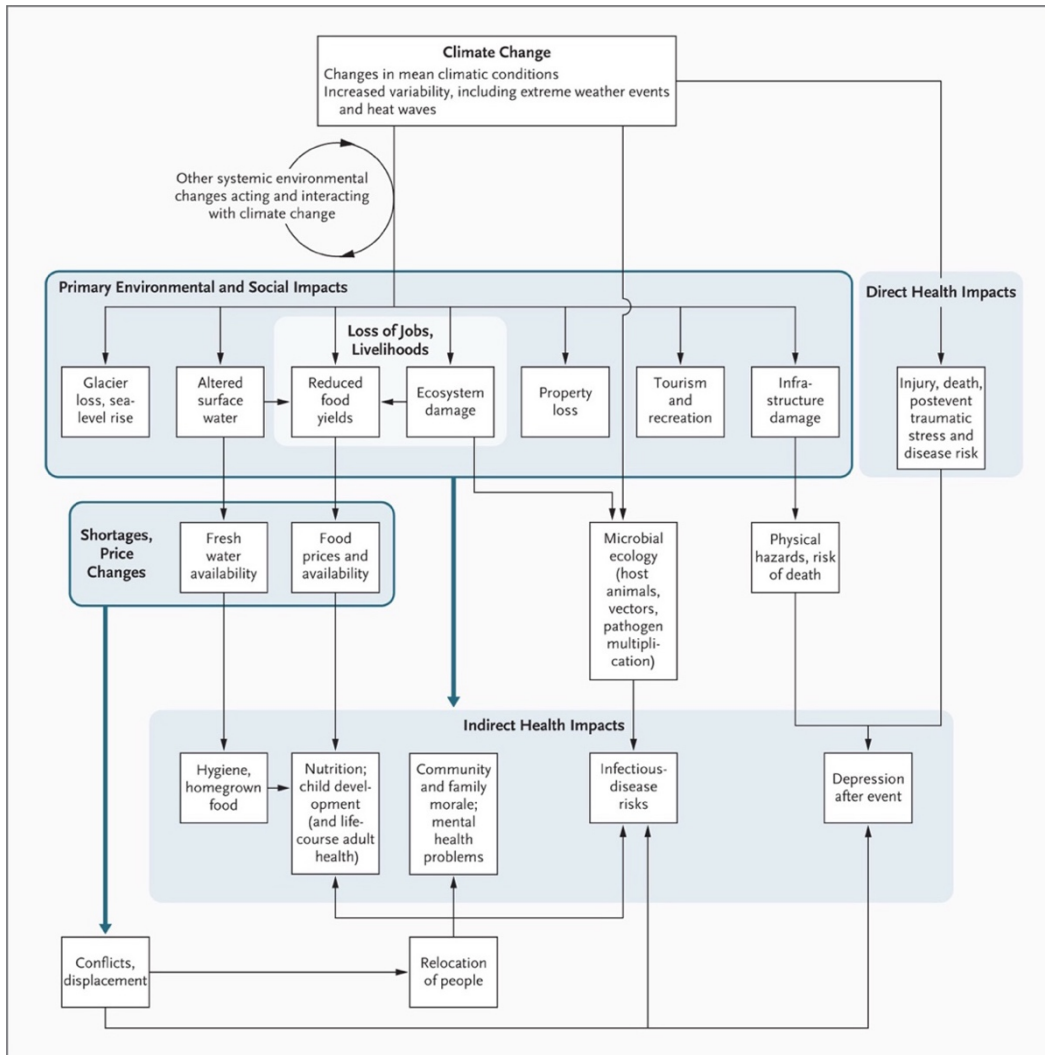 Climate Change
Changes in mean climatic conditions
Increased variability, including extreme weather events
and heat waves
Other systemic environmental
changes acting and interacting
with climate change
Primary Environmental and Social Impacts
Direct Health Impacts
Loss of Jobs,
Livelihoods
Glacier
loss, sea-
level rise
Altered
surface
water
Reduced
food
yields
Ecosystem
damage
Property
loss
Tourism
and
recreation
Infra-
structure
damage
Injury, death,
postevent
traumatic
stress and
disease risk
Shortages,
Price
Changes
Fresh
water
availability
Food
prices and
availability
Microbial
ecology
(host
animals,
vectors,
pathogen
multipli-
cation)
Physical
hazards, risk
of death
Indirect Health Impacts
Hygiene,
homegrown
food
Nutrition;
child devel-
opment
(and life-
course adult
health)
Community
and family
morale;
mental
health
problems
Infectious-
disease
risks
Depression
after event
Conflicts,
displacement
Relocation
of people